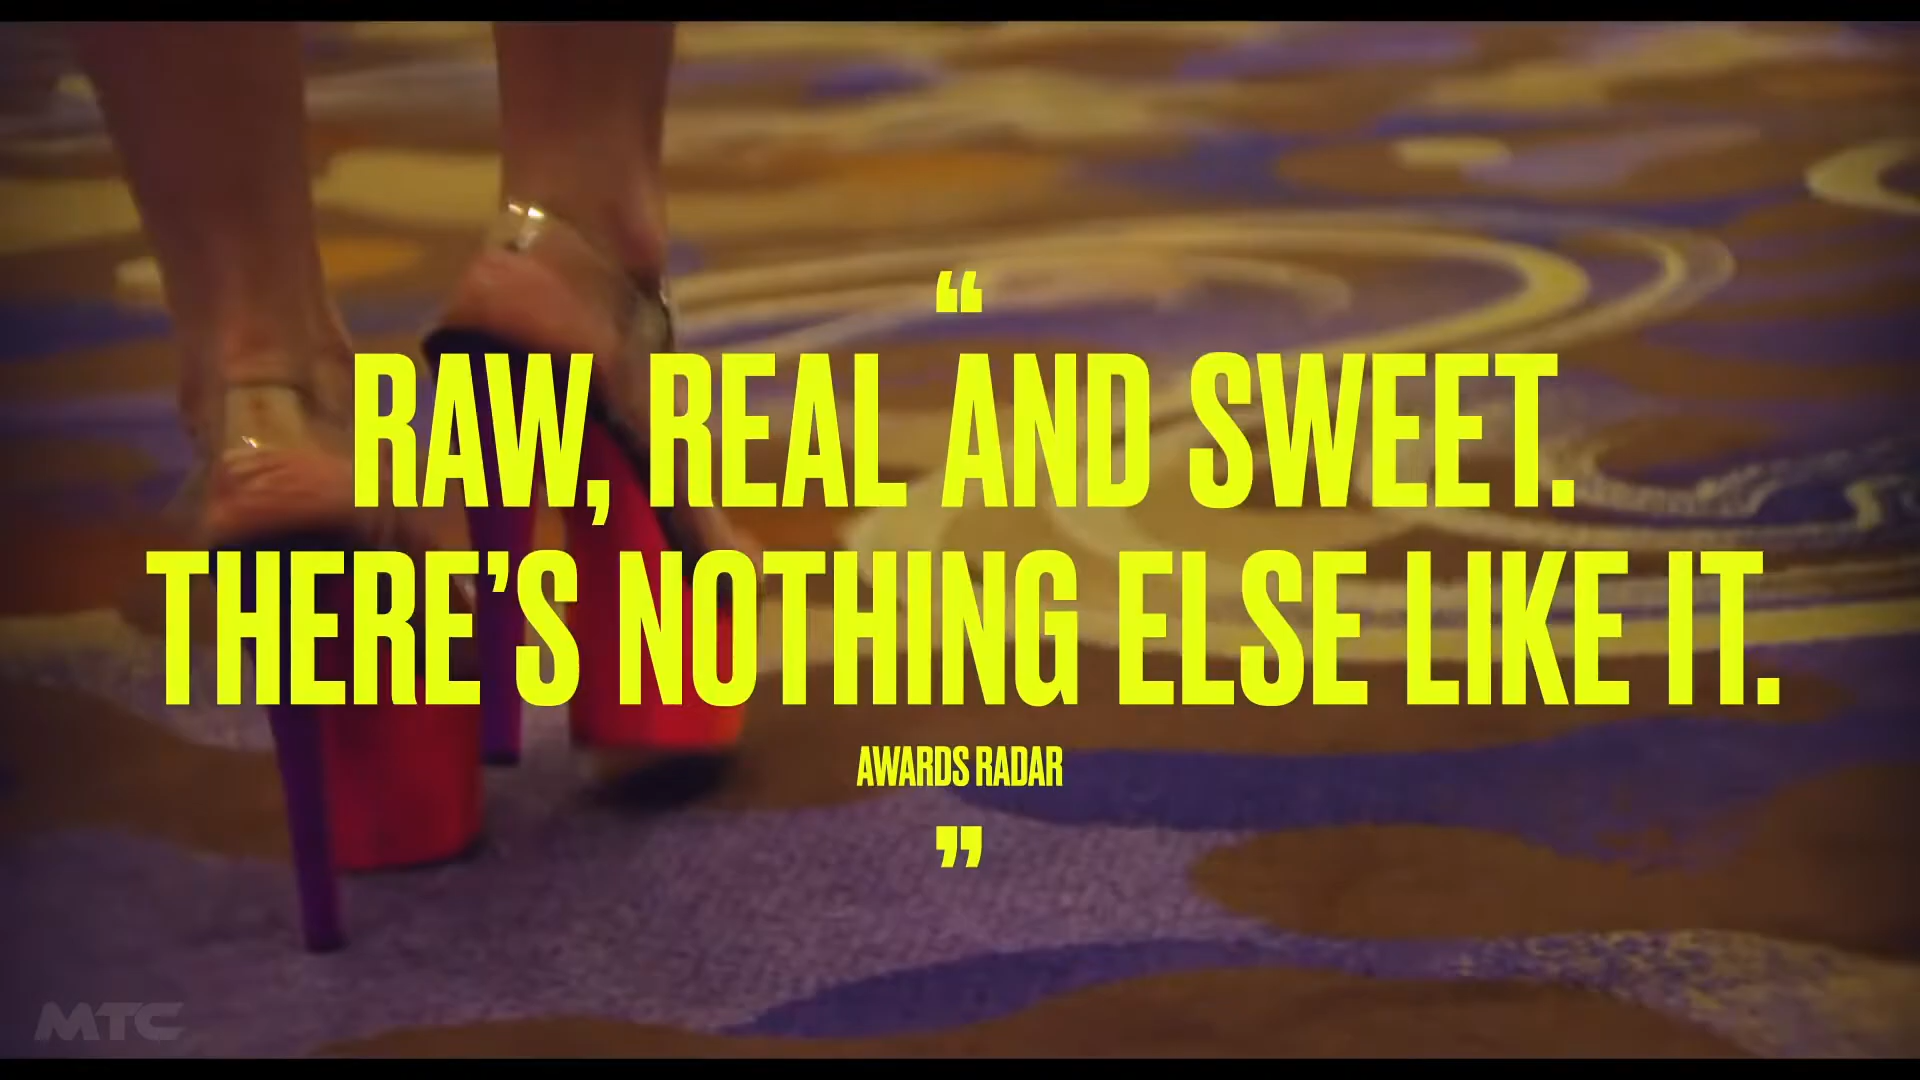 “
RAW, REAL AND SWEET.
THERE’S NOTHING ELSE LIKE IT.
AWARDS RADAR
”
MTC